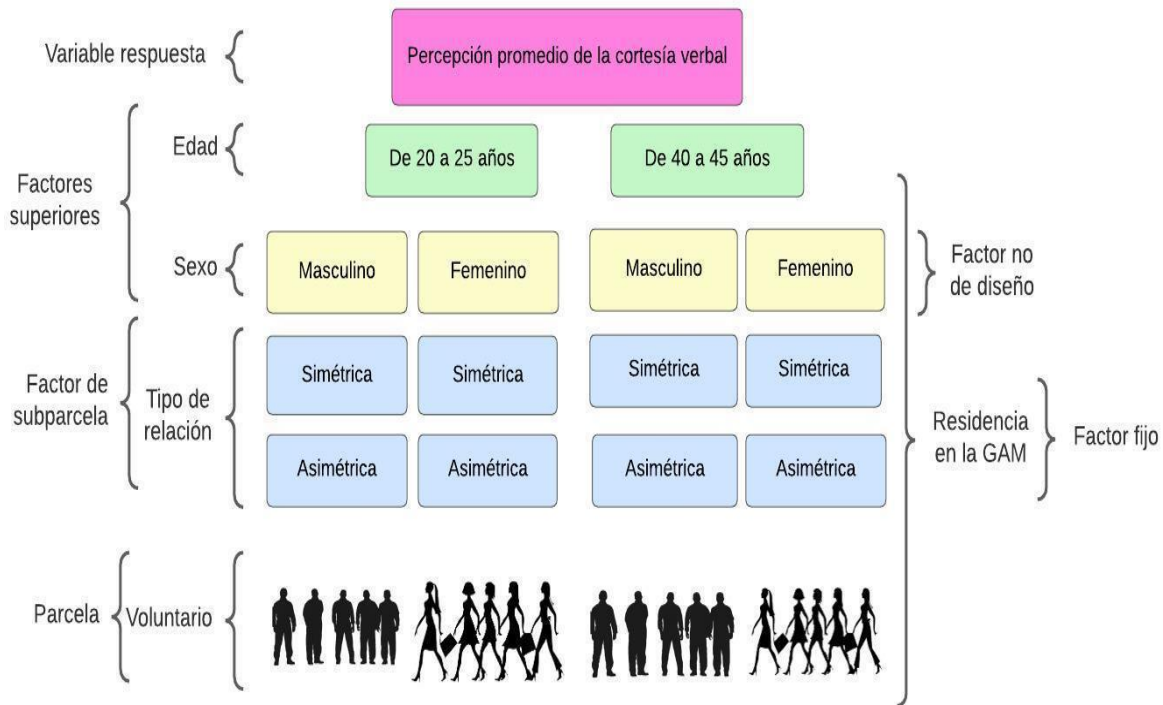 Variable respuesta
Percepción promedio de la cortesía verbal
Factores
superiores
Edad
De 20 a 25 años
De 40 a 45 años
Sexo
Masculino
Femenino
Masculino
Femenino
Factor no
de diseño
Factor de
subparcela
Tipo de
relación
Simétrica
Simétrica
Simétrica
Simétrica
Asimétrica
Asimétrica
Asimétrica
Asimétrica
Residencia
en la GAM
Factor fijo
Parcela
Voluntario